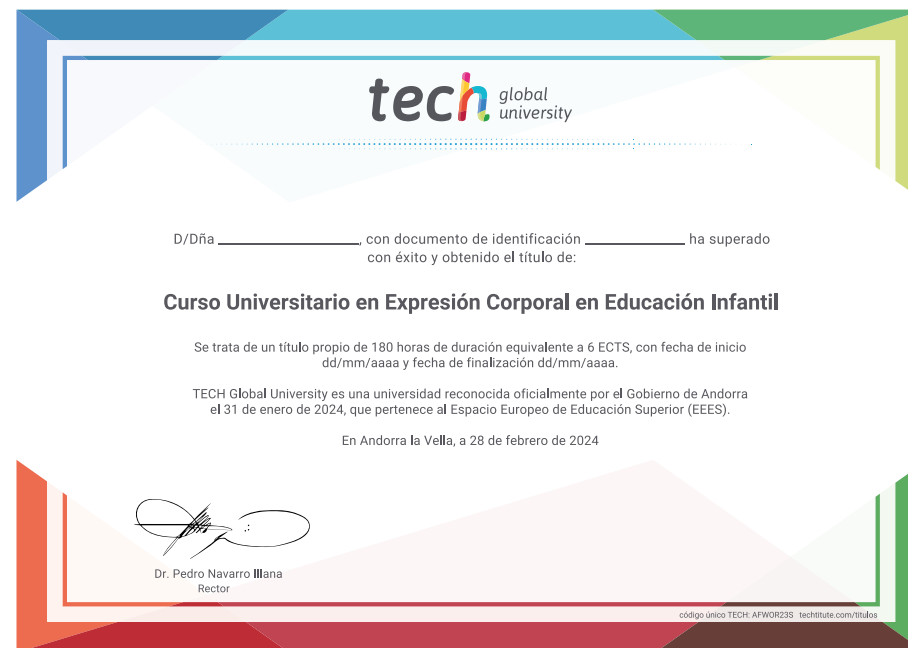 tech global university
D/Dña ____________________, con documento de identificación ______________ ha superado
con éxito y obtenido el título de:
Curso Universitario en Expresión Corporal en Educación Infantil
Se trata de un título propio de 180 horas de duración equivalente a 6 ECTS, con fecha de inicio
dd/mm/aaaa y fecha de finalización dd/mm/aaaa.
TECH Global University es una universidad reconocida oficialmente por el Gobierno de Andorra
el 31 de enero de 2024, que pertenece al Espacio Europeo de Educación Superior (EEES).
En Andorra la Vella, a 28 de febrero de 2024
Dr. Pedro Navarro Illana
Rector
código único TECH: AFWOR23S techtitute.com/titulos